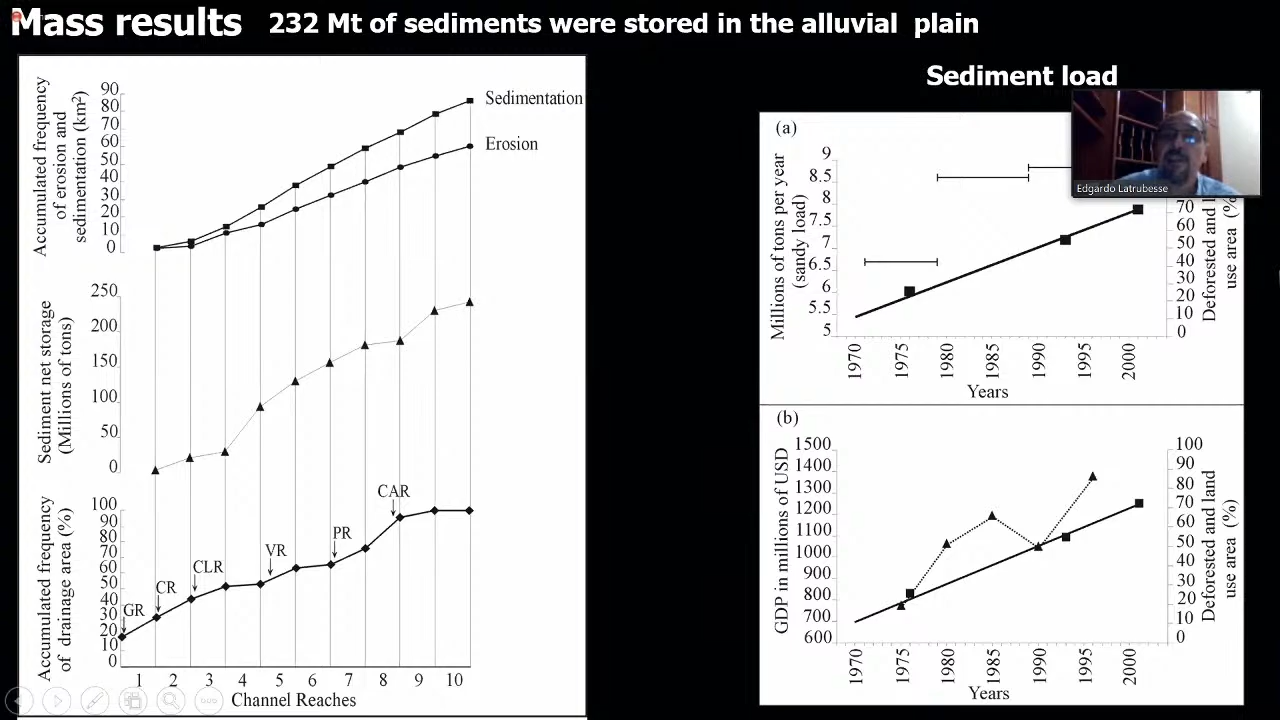 Mass results 232 Mt of sediments were stored in the alluvial plain
Accumulated frequency
of erosion and
sedimentation (km²)
90
80
70
60
50
40
30
20
10
0
Sedimentation
Erosion
Sediment net storage
(Millions of tons)
250
200
150
100
50
0
Accumulated frequency
of drainage area (%)
100
90
80
70
60
50
40
30
20
10
0
GR
CR
CLR
VR
PR
CAR
1 2 3 4 5 6 7 8 9 10
Channel Reaches
Sediment load
Edgardo Latrubesse
(a)
Millions of tons per year
(sandy load)
9
8.5
8
7.5
7
6.5
6
5.5
5
70
60
50
40
30
20
10
0
Deforested and
use area (%
1970 1975 1980 1985 1990 1995 2000
Years
(b)
GDP in millions of USD
1500
1400
1300
1200
1100
1000
900
800
700
600
100
90
80
70
60
50
40
30
20
10
0
Deforested and land
use area (%)
1970 1975 1980 1985 1990 1995 2000
Years